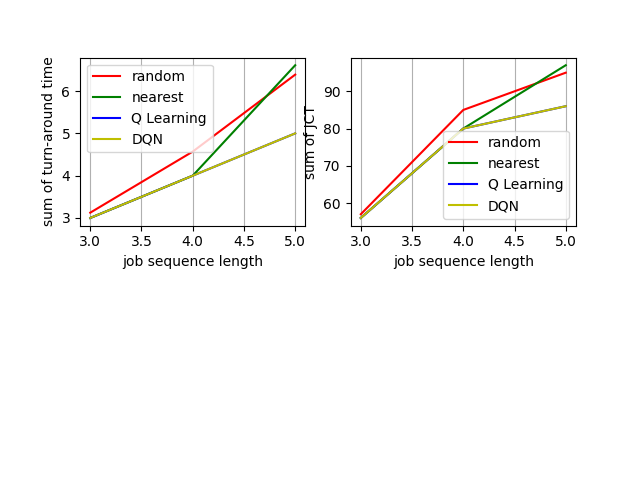 sum of turn-around time
6
5
4
3
random
nearest
Q Learning
DQN
3.0 3.5 4.0 4.5 5.0
job sequence length
sum of JCT
90
80
70
60
random
nearest
Q Learning
DQN
3.0 3.5 4.0 4.5 5.0
job sequence length